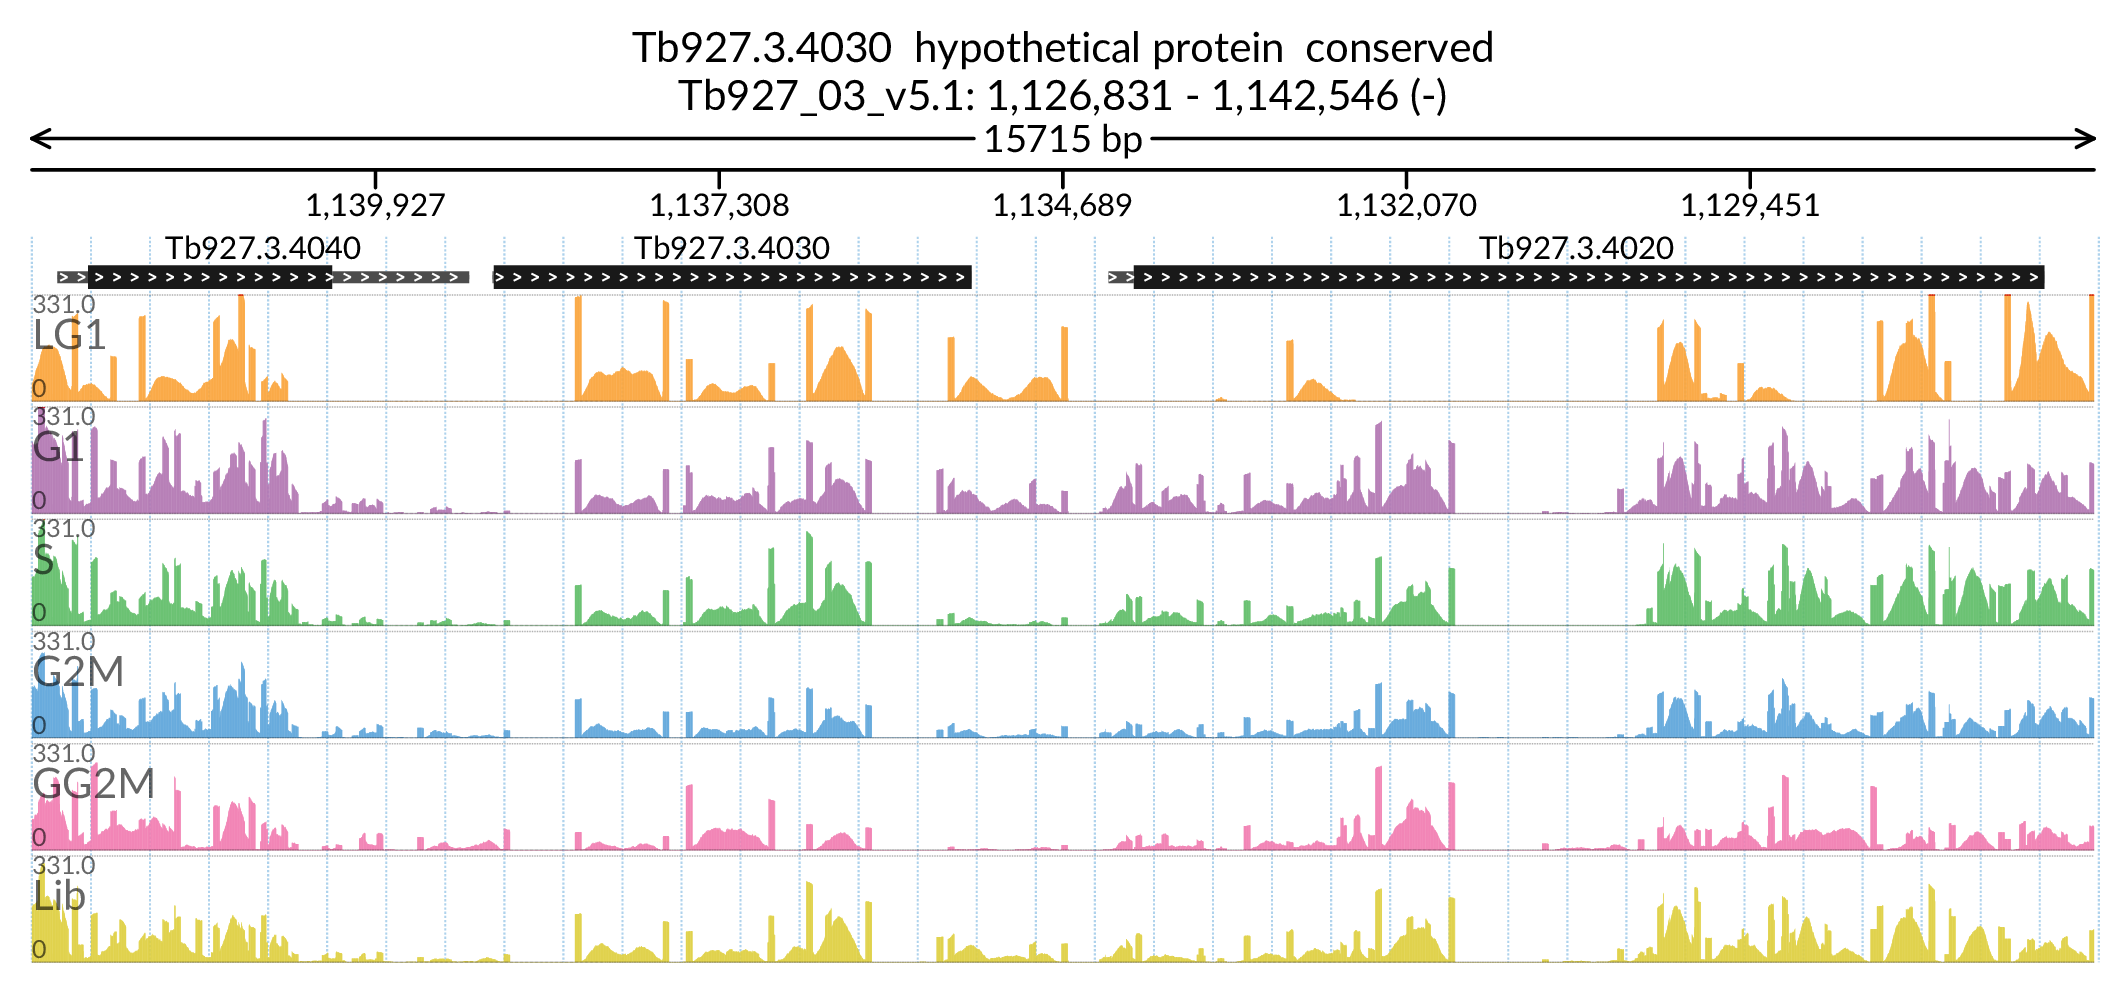 Tb927.3.4030  hypothetical protein  conserved
Tb927_03_v5.1: 1,126,831 - 1,142,546 (-)
15715 bp
1,139,927 1,137,308 1,134,689 1,132,070 1,129,451
Tb927.3.4040 Tb927.3.4030 Tb927.3.4020
331.0
LG1
0
331.0
G1
0
331.0
S
0
331.0
G2M
0
331.0
GG2M
0
331.0
Lib
0